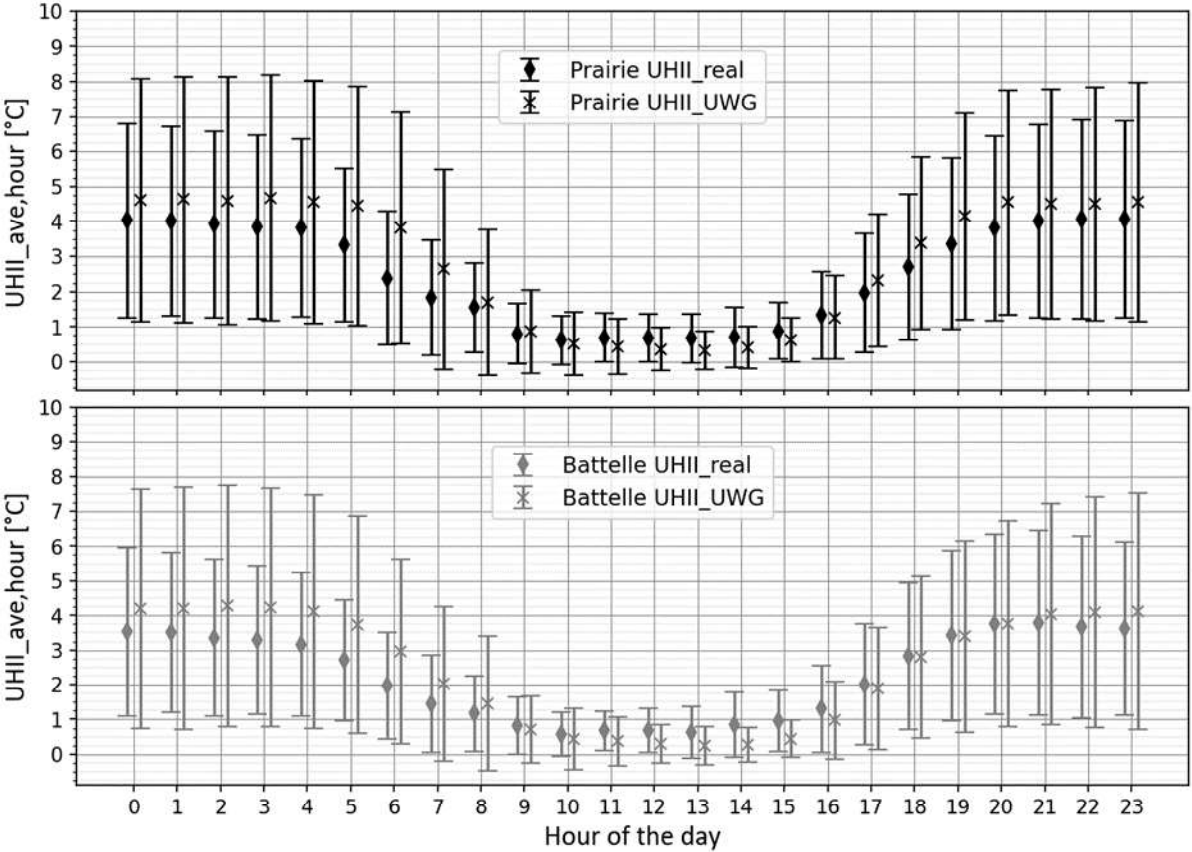 10
9
8
7
6
5
4
3
2
1
0
UHII_ave,hour [°C]
Prairie UHII_real
Prairie UHII_UWG
10
9
8
7
6
5
4
3
2
1
0
UHII_ave,hour [°C]
Battelle UHII_real
Battelle UHII_UWG
0 1 2 3 4 5 6 7 8 9 10 11 12 13 14 15 16 17 18 19 20 21 22 23
Hour of the day